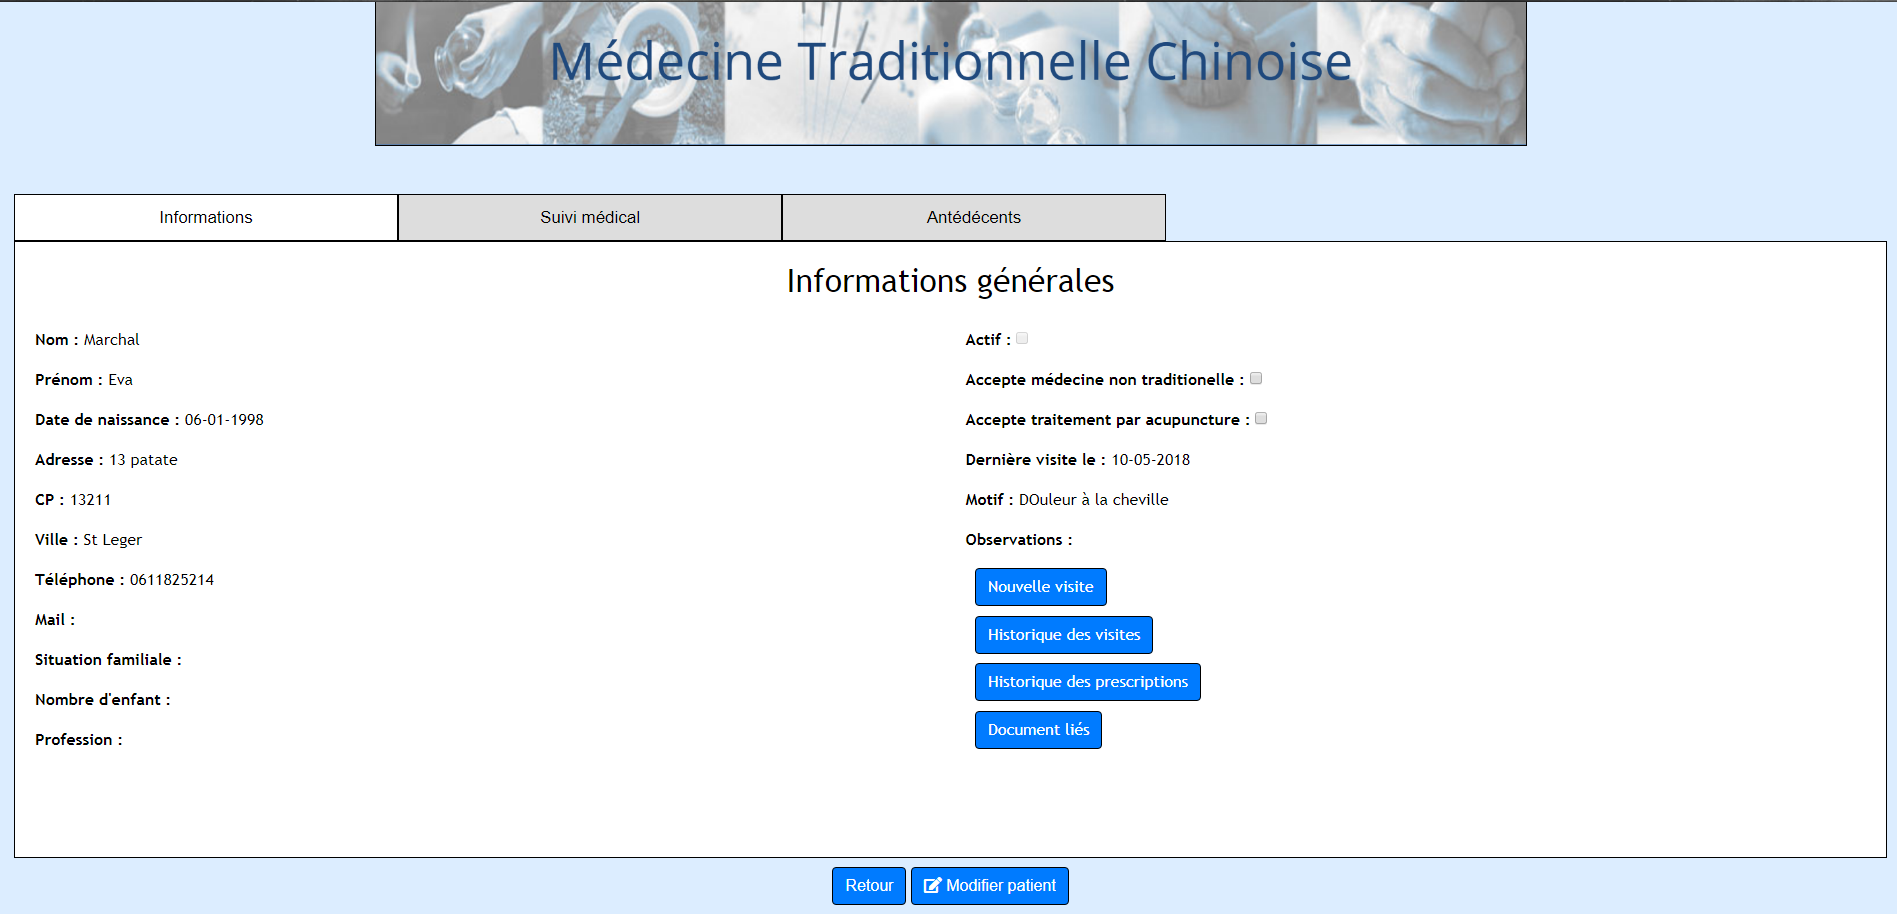 Médecine Traditionnelle Chinoise
Informations
Suivi médical
Antédécents
Informations générales
Nom : Marchal
Prénom : Eva
Date de naissance : 06-01-1998
Adresse : 13 patate
CP : 13211
Ville : St Leger
Téléphone : 0611825214
Mail :
Situation familiale :
Nombre d'enfant :
Profession :
Actif :
Accepte médecine non traditionelle :
Accepte traitement par acupuncture :
Dernière visite le : 10-05-2018
Motif : DOuleur à la cheville
Observations :
Nouvelle visite
Historique des visites
Historique des prescriptions
Document liés
Retour
Modifier patient